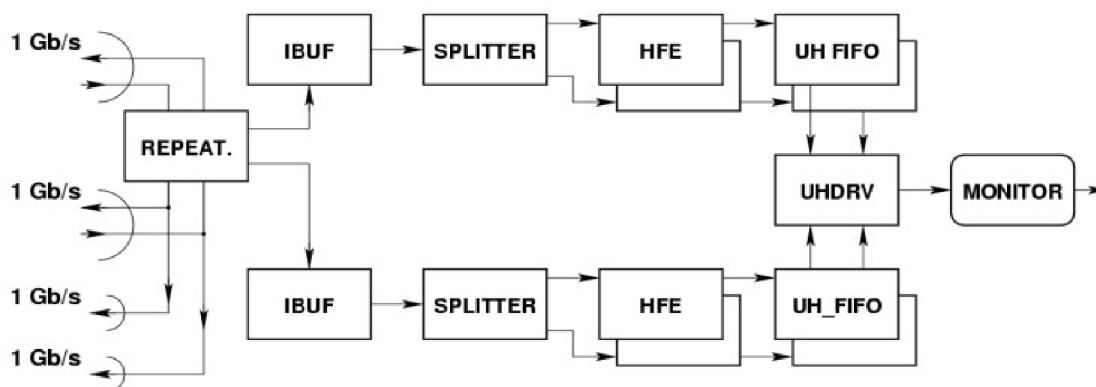 1 Gb/s
IBUF
SPLITTER
HFE
UH FIFO
REPEAT.
1 Gb/s
UHDRV
MONITOR
1 Gb/s
IBUF
SPLITTER
HFE
UH_FIFO
1 Gb/s